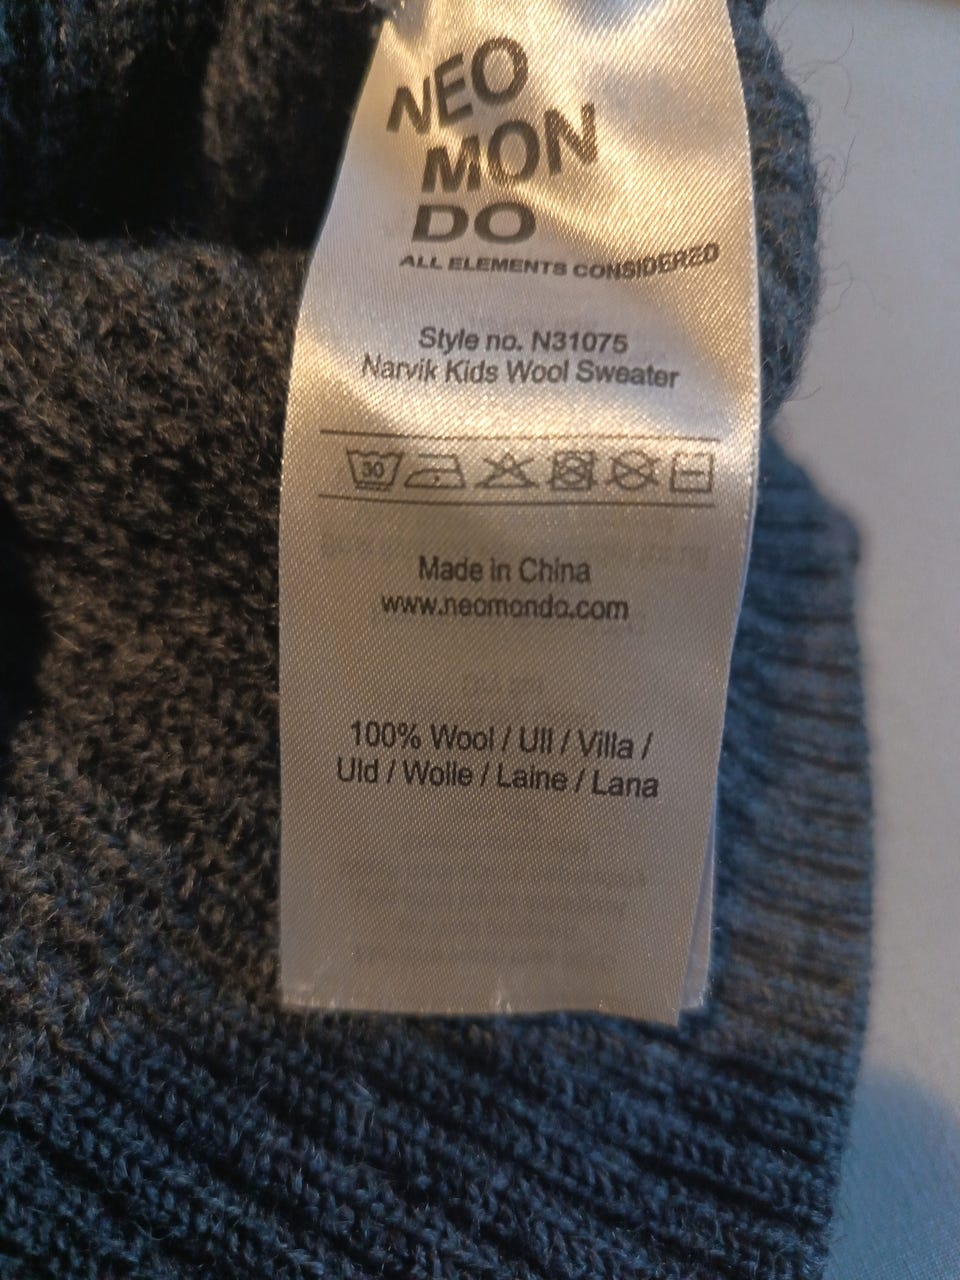 NEO
MON
DO
ALL ELEMENTS CONSIDERED
Style no. N31075
Narvik Kids Wool Sweater
30
Made in China
www.neomondo.com
100% Wool / Ull / Villa /
Uld / Wolle / Laine / Lana